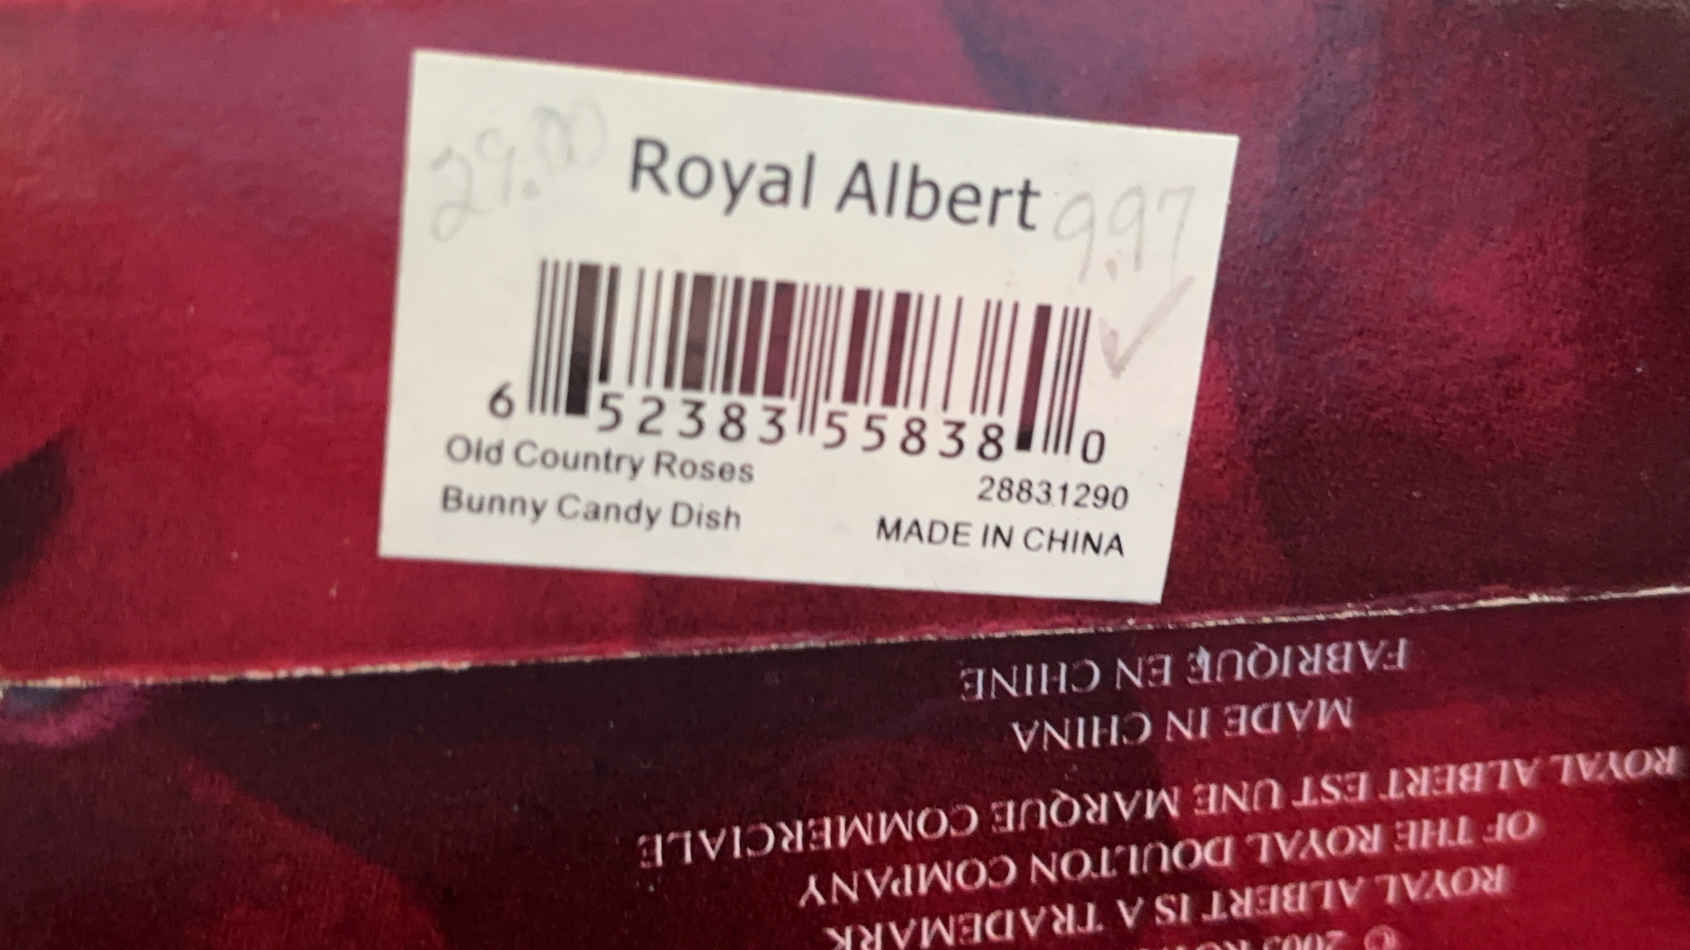 29.00
Royal Albert
9.97
6 52383 55838 0
Old Country Roses
28831290
Bunny Candy Dish
MADE IN CHINA
ROYAL ALBERT IS A TRADEMARK
OF THE ROYAL DOULTON COMPANY
ROYAL ALBERT EST UNE MARQUE COMMERCIALE
MADE IN CHINA
FABRIQUE EN CHINE